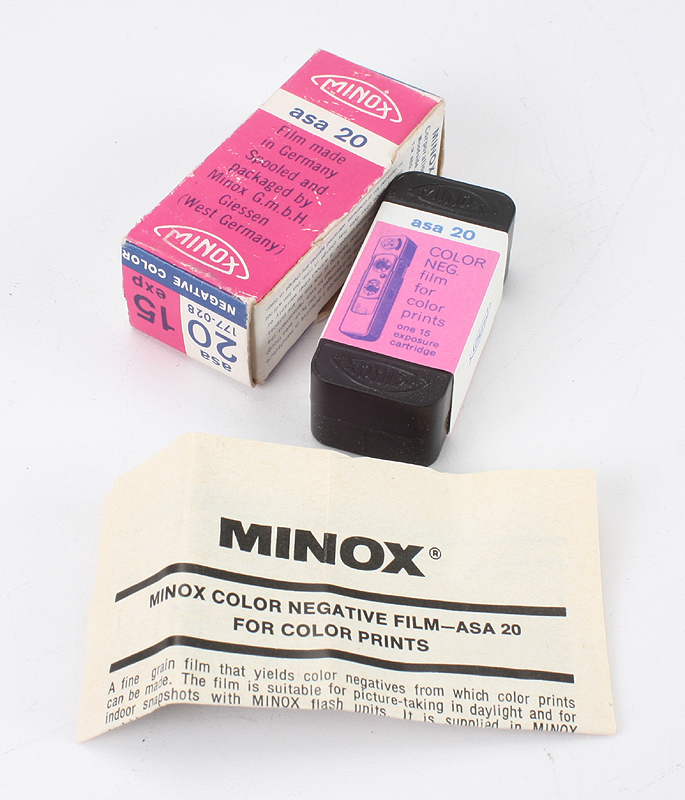 MINOX
asa 20
Film made
in Germany
Spooled and
packaged by
Minox G.m.b.H.
Giessen
(West Germany)
MINOX
NEGATIVE COLOR
15
exp
asa
20
177-028
MINOX
MINOX
asa 20
COLOR
NEG.
film
for
color
prints
one 15
exposure
cartridge
MINOX
MINOX®
MINOX COLOR NEGATIVE FILM—ASA 20
FOR COLOR PRINTS
A fine grain film that yields color negatives from which color prints
can be made. The film is suitable for picture-taking in daylight and for
indoor snapshots with MINOX flash units. It is supplied in MINOX